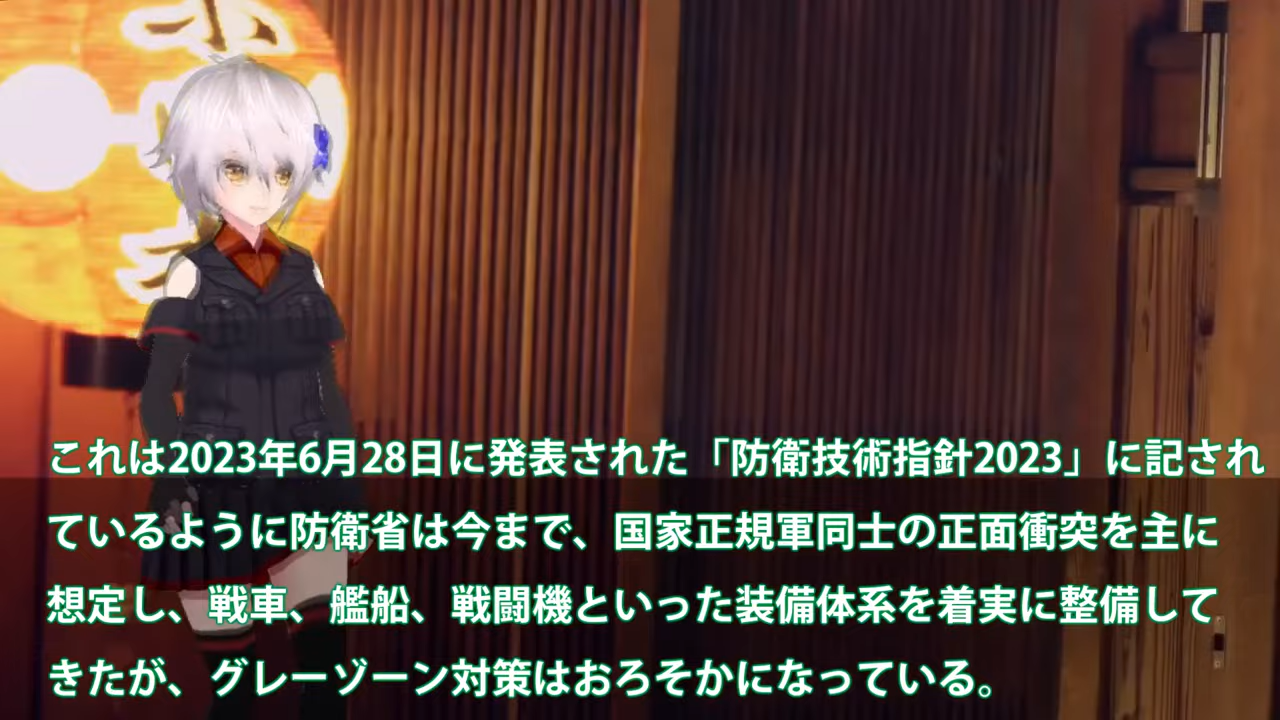 これは2023年6月28日に発表された「防衛技術指針2023」に記され
ているように防衛省は今まで、国家正規軍同士の正面衝突を主に
想定し、戦車、艦船、戦闘機といった装備体系を着実に整備して
きたが、グレーゾーン対策はおろそかになっている。